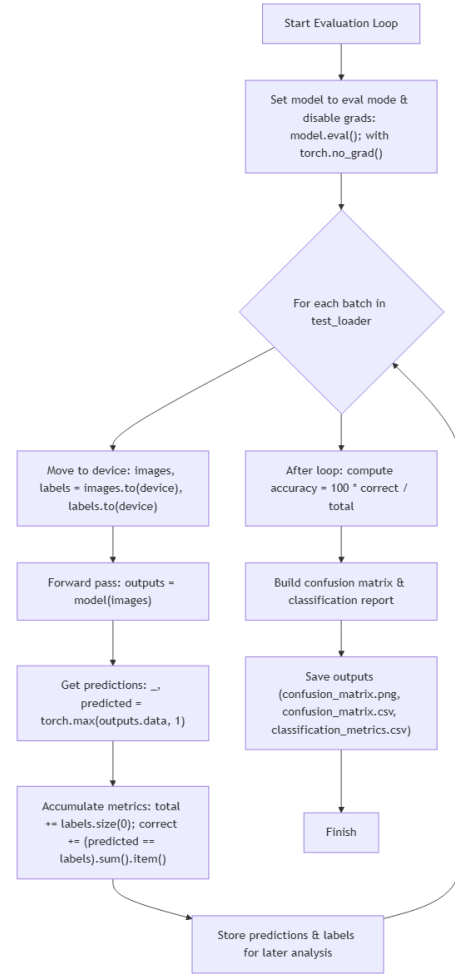 Start Evaluation Loop
Set model to eval mode &
disable grads:
model.eval(); with
torch.no_grad()
For each batch in
test_loader
Move to device: images,
labels = images.to(device),
labels.to(device)
Forward pass: outputs =
model(images)
Get predictions: _,
predicted =
torch.max(outputs.data, 1)
Accumulate metrics: total
+= labels.size(0); correct
+= (predicted ==
labels).sum().item()
Store predictions & labels
for later analysis
After loop: compute
accuracy = 100 * correct /
total
Build confusion matrix &
classification report
Save outputs
(confusion_matrix.png,
confusion_matrix.csv,
classification_metrics.csv)
Finish